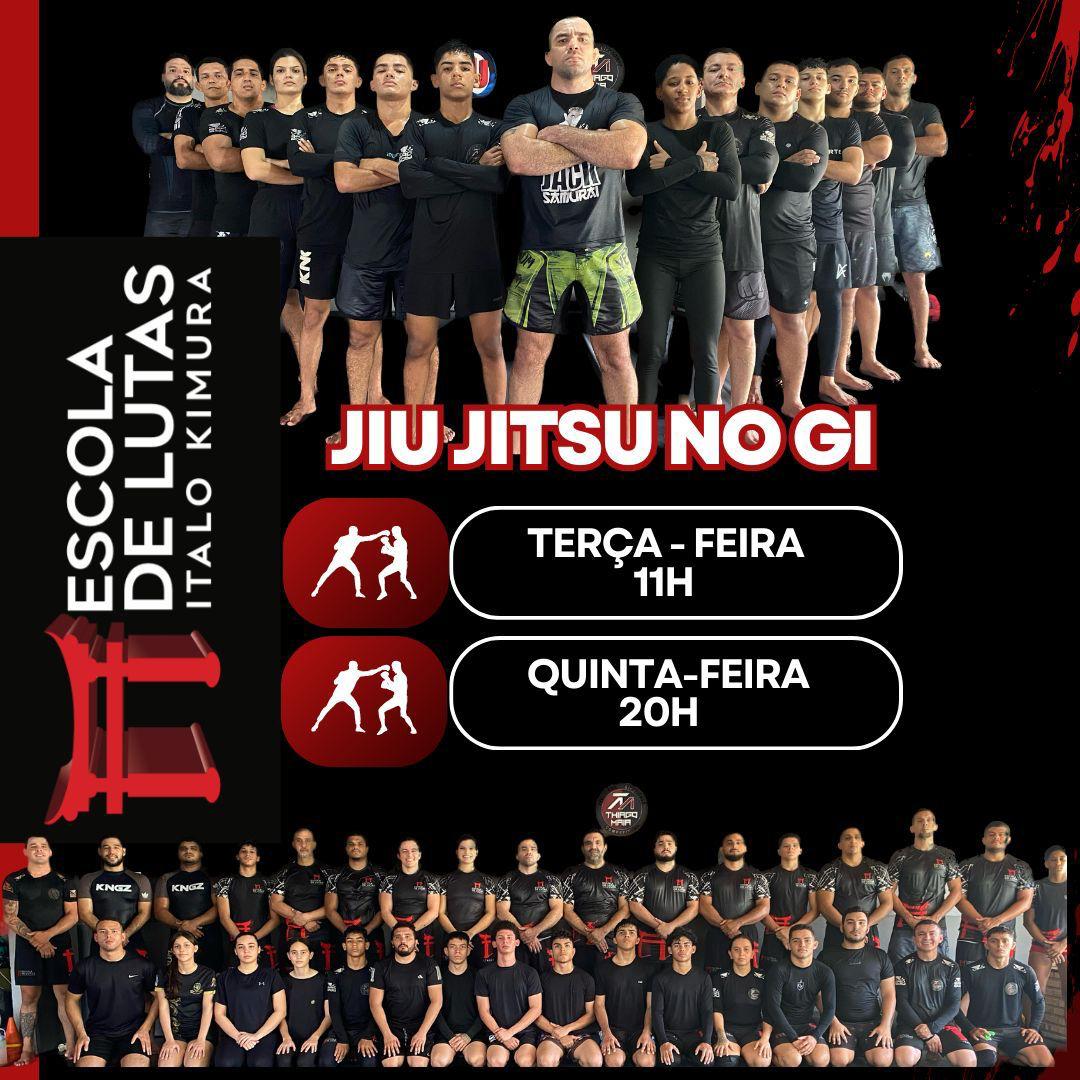 JACK
SAMURAI
ESCOLA
DE LUTAS
ITALO KIMURA
JIU JITSU NO GI
TERÇA - FEIRA
11H
QUINTA-FEIRA
20H
THIAGO
MAIA
KNGZ
KNGZ